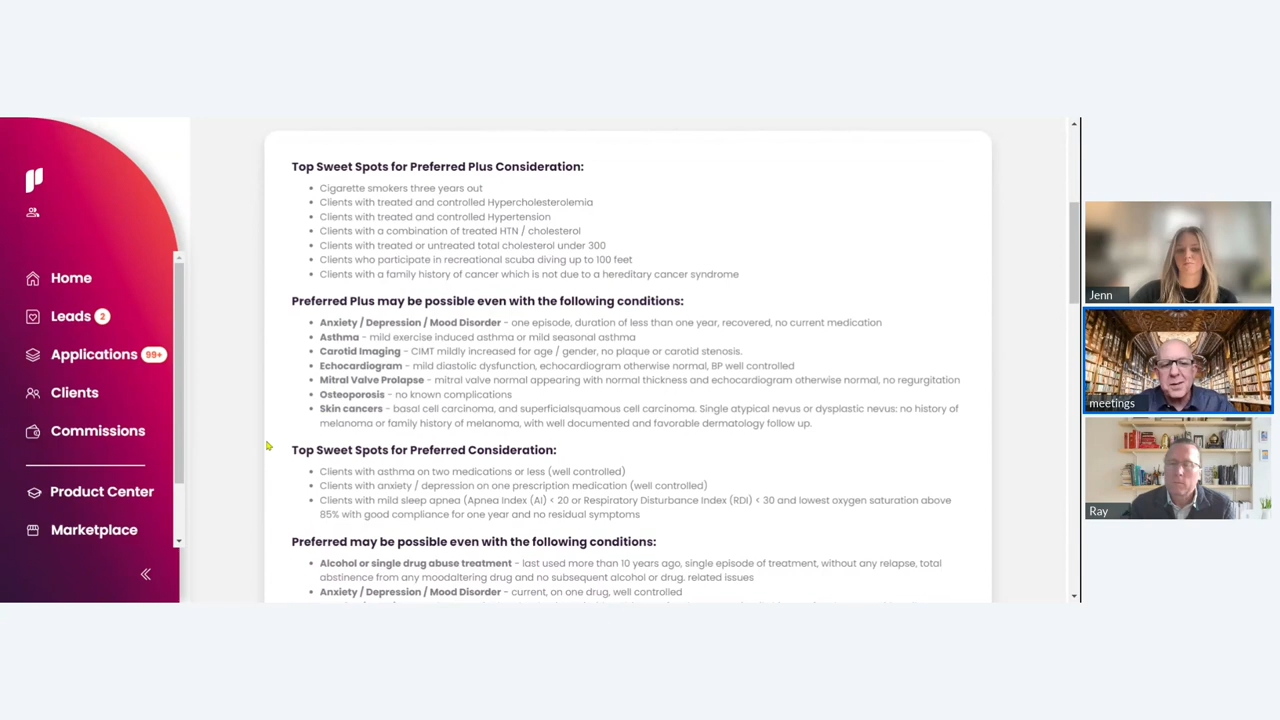 Home
Leads 2
Applications 99+
Clients
Commissions
Product Center
Marketplace
Top Sweet Spots for Preferred Plus Consideration:
• Cigarette smokers three years out
• Clients with treated and controlled Hypercholesterolemia
• Clients with treated and controlled Hypertension
• Clients with a combination of treated HTN / cholesterol
• Clients with treated or untreated total cholesterol under 300
• Clients who participate in recreational scuba diving up to 100 feet
• Clients with a family history of cancer which is not due to a hereditary cancer syndrome
Preferred Plus may be possible even with the following conditions:
• Anxiety / Depression / Mood Disorder - one episode, duration of less than one year, recovered, no current medication
• Asthma - mild exercise induced asthma or mild seasonal asthma
• Carotid Imaging - CIMT mildly increased for age / gender, no plaque or carotid stenosis.
• Echocardiogram - mild diastolic dysfunction, echocardiogram otherwise normal, BP well controlled
• Mitral Valve Prolapse - mitral valve normal appearing with normal thickness and echocardiogram otherwise normal, no regurgitation
• Osteoporosis - no known complications
• Skin cancers - basal cell carcinoma, and superficialsquamous cell carcinoma. Single atypical nevus or dysplastic nevus: no history of
melanoma or family history of melanoma, with well documented and favorable dermatology follow up.
Top Sweet Spots for Preferred Consideration:
• Clients with asthma on two medications or less (well controlled)
• Clients with anxiety / depression on one prescription medication (well controlled)
• Clients with mild sleep apnea (Apnea Index (AI) < 20 or Respiratory Disturbance Index (RDI) < 30 and lowest oxygen saturation above
85% with good compliance for one year and no residual symptoms
Preferred may be possible even with the following conditions:
• Alcohol or single drug abuse treatment - last used more than 10 years ago, single episode of treatment, without any relapse, total
abstinence from any moodaltering drug and no subsequent alcohol or drug. related issues
• Anxiety / Depression / Mood Disorder - current, on one drug, well controlled
Jenn
meetings
Ray